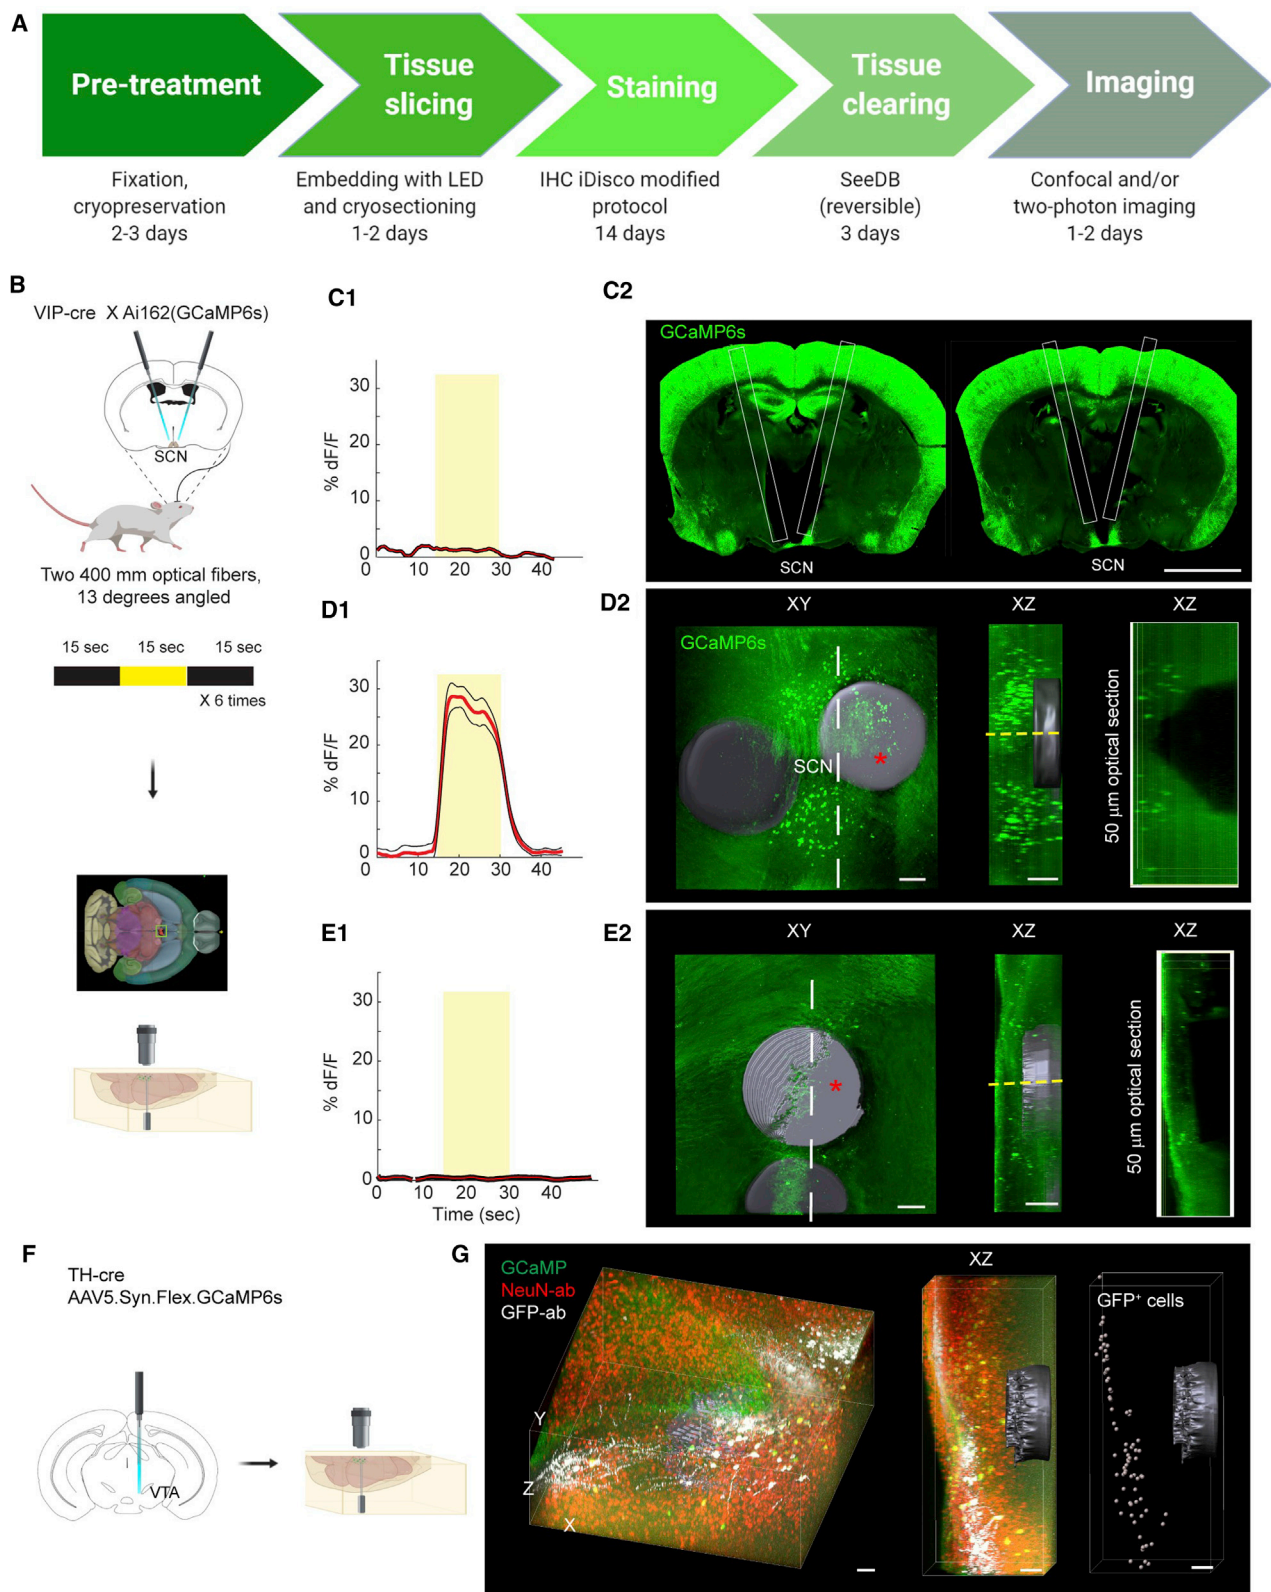 A
Pre-treatment
Tissue
slicing
Staining
Tissue
clearing
Imaging
Fixation,
cryopreservation
2-3 days
Embedding with LED
and cryosectioning
1-2 days
IHC iDisco modified
protocol
14 days
SeeDB
(reversible)
3 days
Confocal and/or
two-photon imaging
1-2 days
B
VIP-cre X Ai162(GCaMP6s)
SCN
Two 400 mm optical fibers,
13 degrees angled
15 sec 15 sec 15 sec
X 6 times
C1
% dF/F
30
20
10
0
0 10 20 30 40
C2
GCaMP6s
SCN
SCN
D1
% dF/F
30
20
10
0
0 10 20 30 40
D2
XY XZ XZ
GCaMP6s
SCN
*
50 μm optical section
E1
% dF/F
30
20
10
0
0 10 20 30 40
Time (sec)
E2
XY XZ XZ
*
50 μm optical section
F
TH-cre
AAV5.Syn.Flex.GCaMP6s
VTA
G
GCaMP
NeuN-ab
GFP-ab
Y
Z
X
XZ
GFP⁺ cells